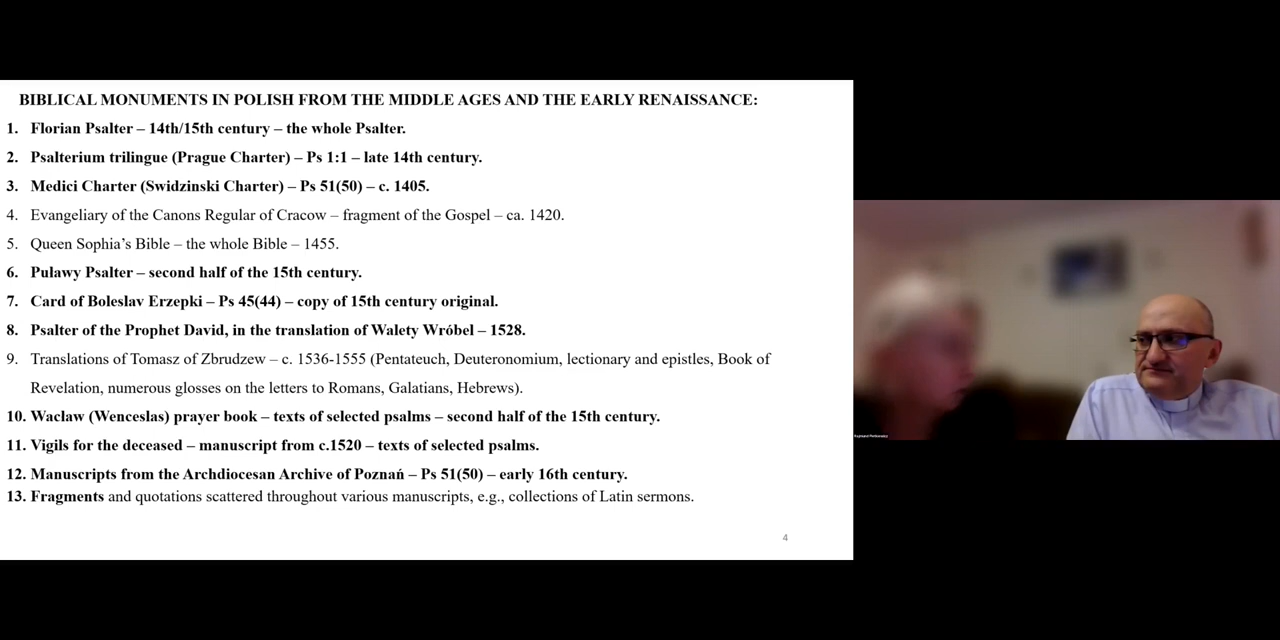 BIBLICAL MONUMENTS IN POLISH FROM THE MIDDLE AGES AND THE EARLY RENAISSANCE:
1. Florian Psalter – 14th/15th century – the whole Psalter.
2. Psalterium trilingue (Prague Charter) – Ps 1:1 – late 14th century.
3. Medici Charter (Swidzinski Charter) – Ps 51(50) – c. 1405.
4. Evangeliary of the Canons Regular of Cracow – fragment of the Gospel – ca. 1420.
5. Queen Sophia’s Bible – the whole Bible – 1455.
6. Puławy Psalter – second half of the 15th century.
7. Card of Boleslav Erzepki – Ps 45(44) – copy of 15th century original.
8. Psalter of the Prophet David, in the translation of Walety Wróbel – 1528.
9. Translations of Tomasz of Zbrudzew – c. 1536-1555 (Pentateuch, Deuteronomium, lectionary and epistles, Book of
Revelation, numerous glosses on the letters to Romans, Galatians, Hebrews).
10. Wacław (Wenceslas) prayer book – texts of selected psalms – second half of the 15th century.
11. Vigils for the deceased – manuscript from c.1520 – texts of selected psalms.
12. Manuscripts from the Archdiocesan Archive of Poznań – Ps 51(50) – early 16th century.
13. Fragments and quotations scattered throughout various manuscripts, e.g., collections of Latin sermons.
4